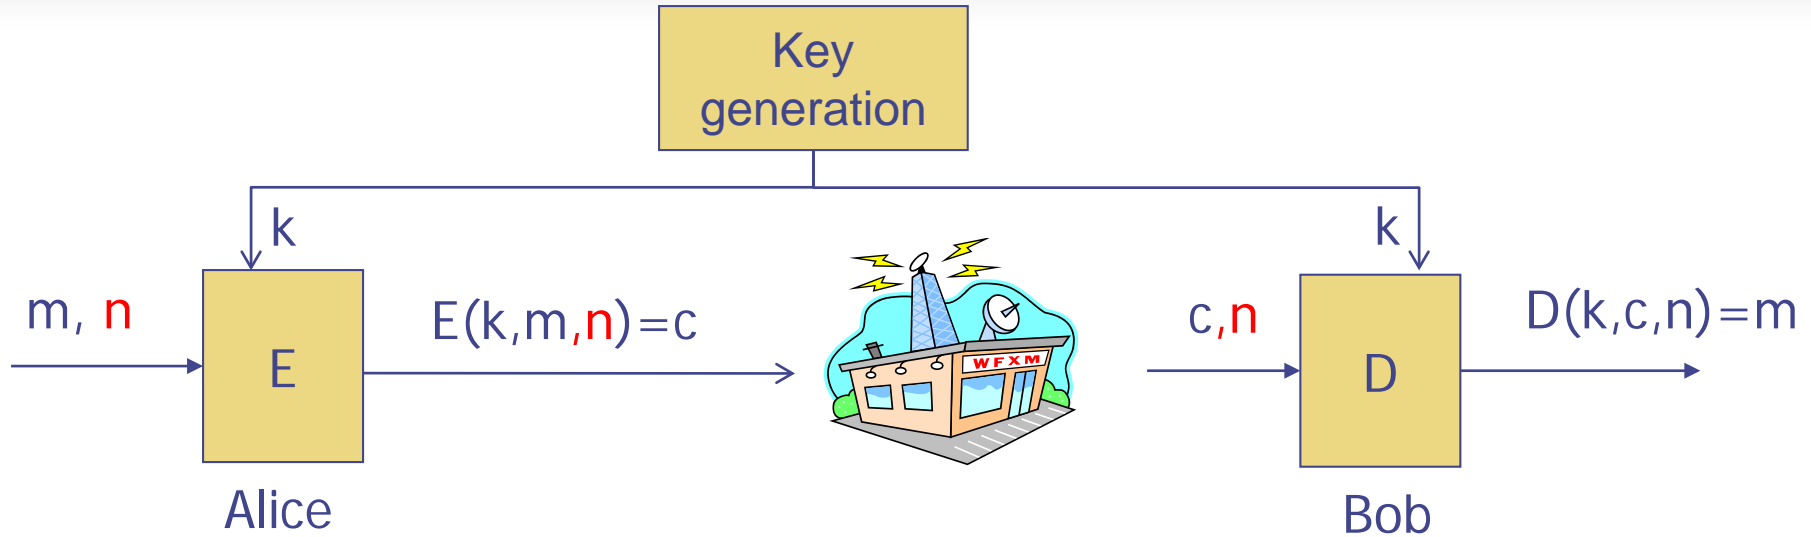 Key
generation
k
k
m, n
E
E(k,m,n)=c
WFXM
c,n
D
D(k,c,n)=m
Alice
Bob